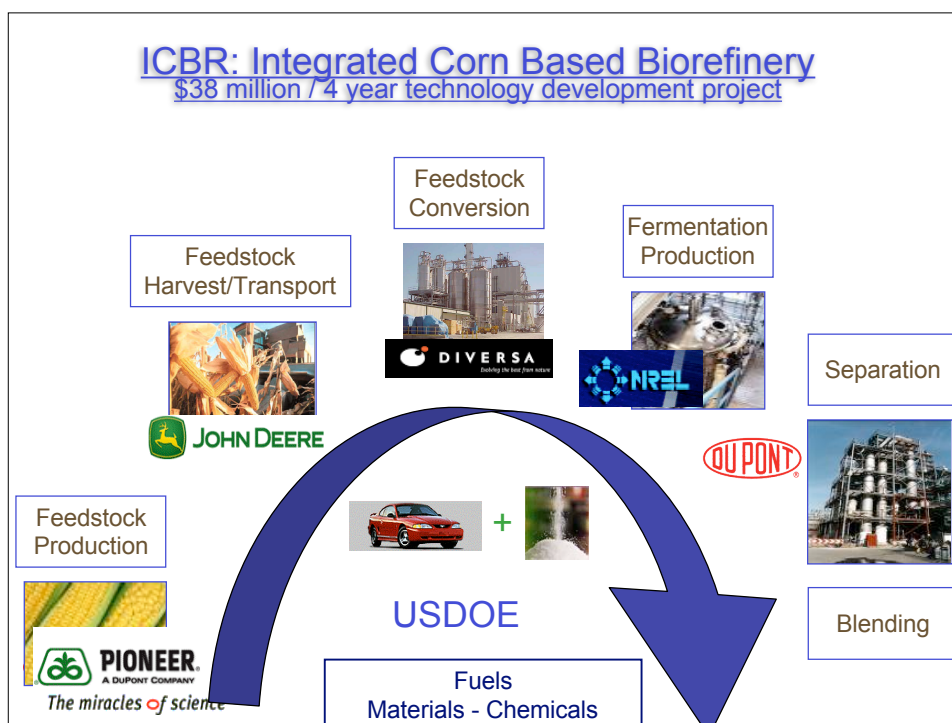 ICBR: Integrated Corn Based Biorefinery
$38 million / 4 year technology development project
Feedstock
Conversion
Fermentation
Production
Feedstock
Harvest/Transport
DIVERSA
Evolving the best from nature
NREL
Separation
JOHN DEERE
DUPONT®
Feedstock
Production
+
USDOE
Blending
PIONEER®
A DUPONT COMPANY
The miracles of science
Fuels
Materials - Chemicals